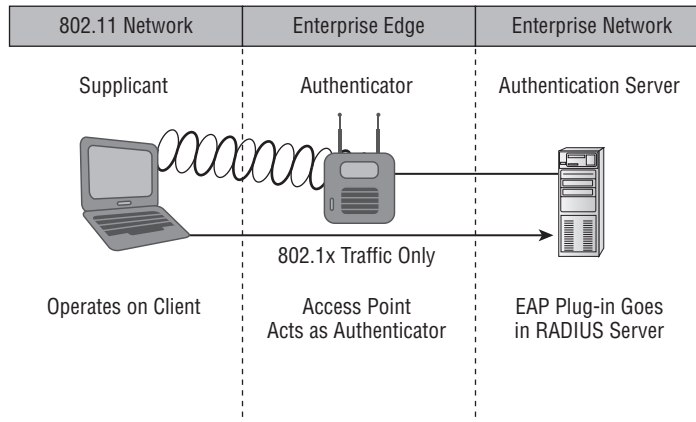 802.11 Network
Enterprise Edge
Enterprise Network
Supplicant
Authenticator
Authentication Server
802.1x Traffic Only
Operates on Client
Access Point
Acts as Authenticator
EAP Plug-in Goes
in RADIUS Server